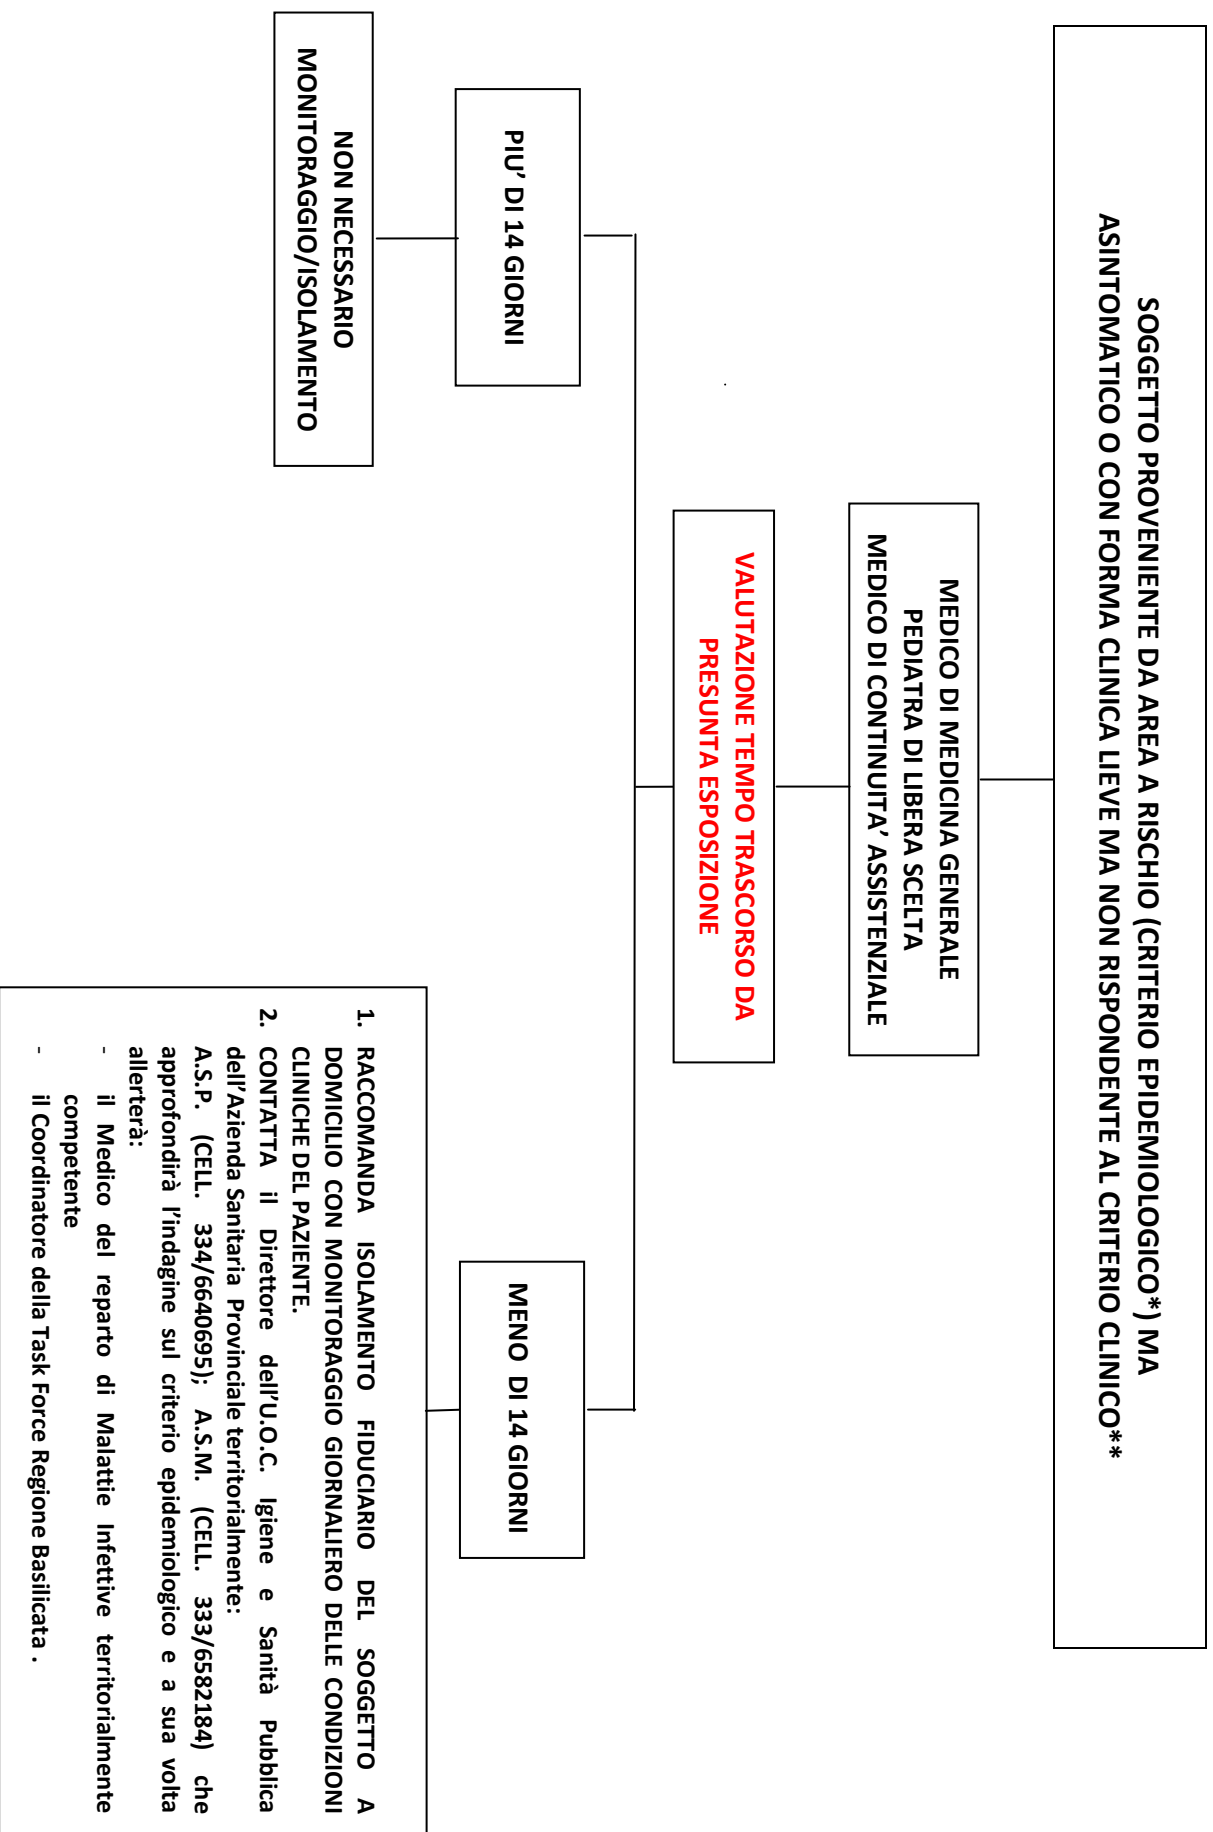 SOGGETTO PROVENIENTE DA AREA A RISCHIO (CRITERIO EPIDEMIOLOGICO*) MA
ASINTOMATICO O CON FORMA CLINICA LIEVE MA NON RISPONDENTE AL CRITERIO CLINICO**
MEDICO DI MEDICINA GENERALE
PEDIATRA DI LIBERA SCELTA
MEDICO DI CONTINUITA’ ASSISTENZIALE
VALUTAZIONE TEMPO TRASCORSO DA
PRESUNTA ESPOSIZIONE
PIU’ DI 14 GIORNI
NON NECESSARIO
MONITORAGGIO/ISOLAMENTO
MENO DI 14 GIORNI
1. RACCOMANDA ISOLAMENTO FIDUCIARIO DEL SOGGETTO A
DOMICILIO CON MONITORAGGIO GIORNALIERO DELLE CONDIZIONI
CLINICHE DEL PAZIENTE.
2. CONTATTA il Direttore dell’U.O.C. Igiene e Sanità Pubblica
dell’Azienda Sanitaria Provinciale territorialmente:
A.S.P. (CELL. 334/6640695); A.S.M. (CELL. 333/6582184) che
approfondirà l’indagine sul criterio epidemiologico e a sua volta
allerterà:
- il Medico del reparto di Malattie Infettive territorialmente
competente
- il Coordinatore della Task Force Regione Basilicata .